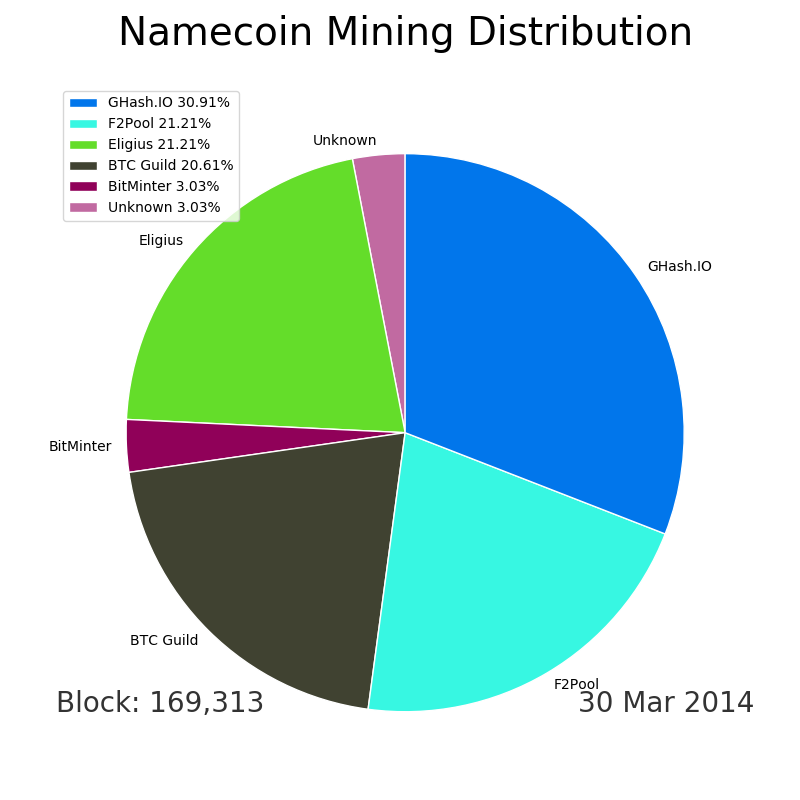 Namecoin Mining Distribution
GHash.IO 30.91%
F2Pool 21.21%
Eligius 21.21%
BTC Guild 20.61%
BitMinter 3.03%
Unknown 3.03%
Unknown
Eligius
GHash.IO
BitMinter
BTC Guild
F2Pool
Block: 169,313
30 Mar 2014